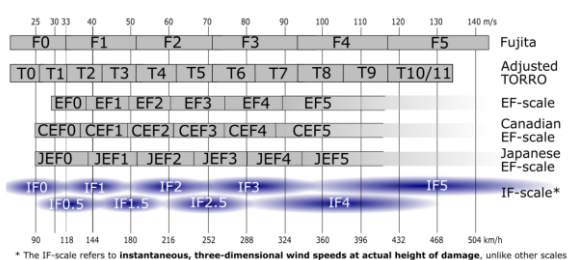 25 30 33 40 50 60 70 80 90 100 110 120 130 140 m/s
F0 F1 F2 F3 F4 F5 Fujita
T0 T1 T2 T3 T4 T5 T6 T7 T8 T9 T10/11 Adjusted TORRO
EF0 EF1 EF2 EF3 EF4 EF5 EF-scale
CEF0 CEF1 CEF2 CEF3 CEF4 CEF5 Canadian EF-scale
JEF0 JEF1 JEF2 JEF3 JEF4 JEF5 Japanese EF-scale
IF0 IF1 IF2 IF3 IF5 IF-scale*
IF0.5 IF1.5 IF2.5 IF4
90 118 144 180 216 252 288 324 360 396 432 468 504 km/h
* The IF-scale refers to instantaneous, three-dimensional wind speeds at actual height of damage, unlike other scales